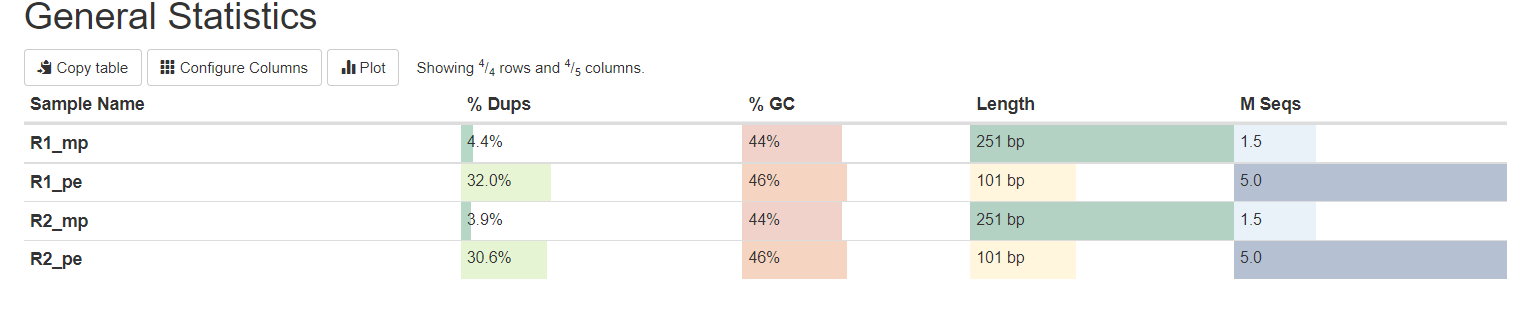 General Statistics
Copy table Configure Columns Plot Showing 4/4 rows and 4/5 columns.
Sample Name % Dups % GC Length M Seqs
R1_mp 4.4% 44% 251 bp 1.5
R1_pe 32.0% 46% 101 bp 5.0
R2_mp 3.9% 44% 251 bp 1.5
R2_pe 30.6% 46% 101 bp 5.0